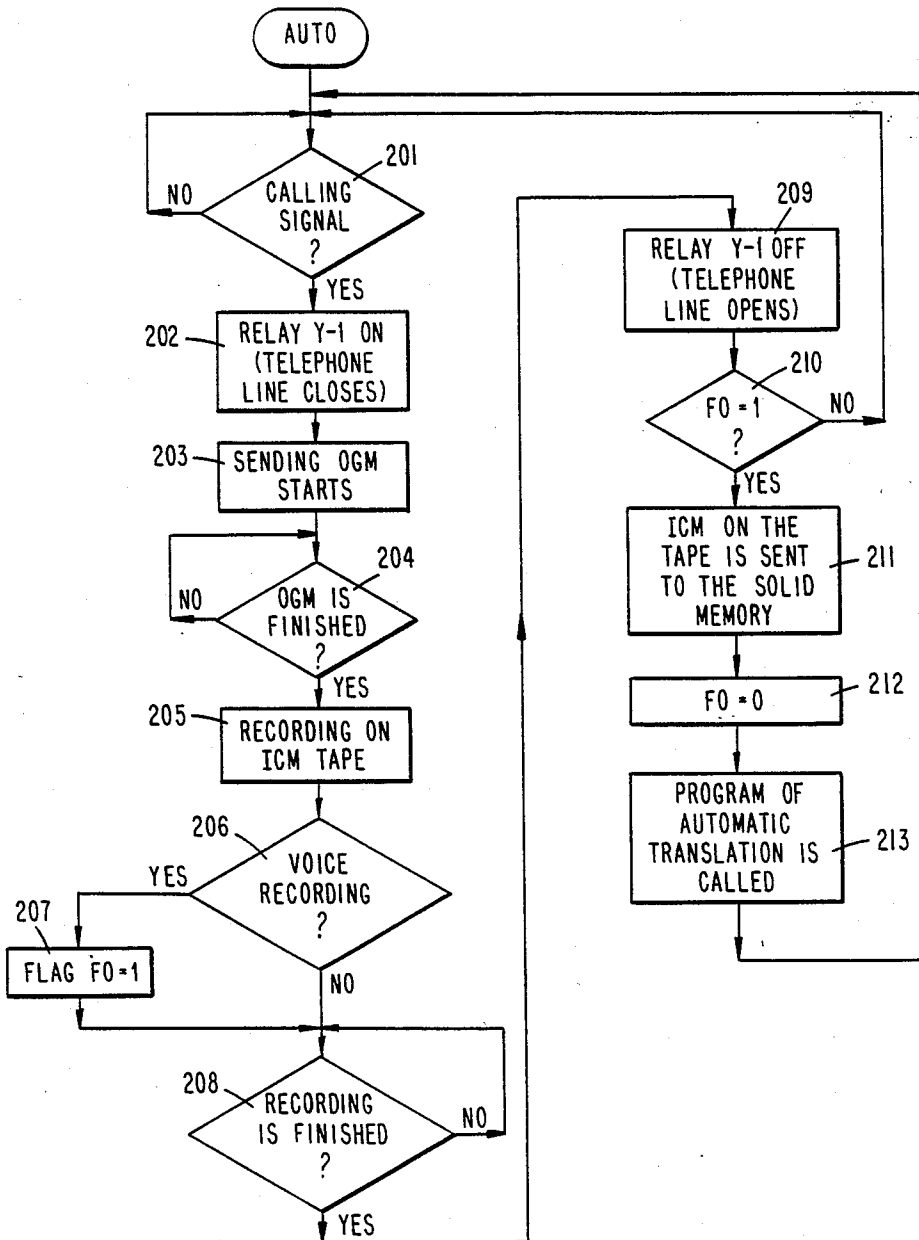 AUTO
201
CALLING
SIGNAL
?
NO
YES
202
RELAY Y-1 ON
(TELEPHONE
LINE CLOSES)
203
SENDING OGM
STARTS
204
OGM IS
FINISHED
?
NO
YES
205
RECORDING ON
ICM TAPE
206
VOICE
RECORDING
?
YES
NO
207
FLAG F0=1
208
RECORDING
IS FINISHED
?
NO
YES
209
RELAY Y-1 OFF
(TELEPHONE
LINE OPENS)
210
F0=1
?
NO
YES
ICM ON THE
TAPE IS SENT
TO THE SOLID
MEMORY
211
F0=0
212
PROGRAM OF
AUTOMATIC
TRANSLATION IS
CALLED
213